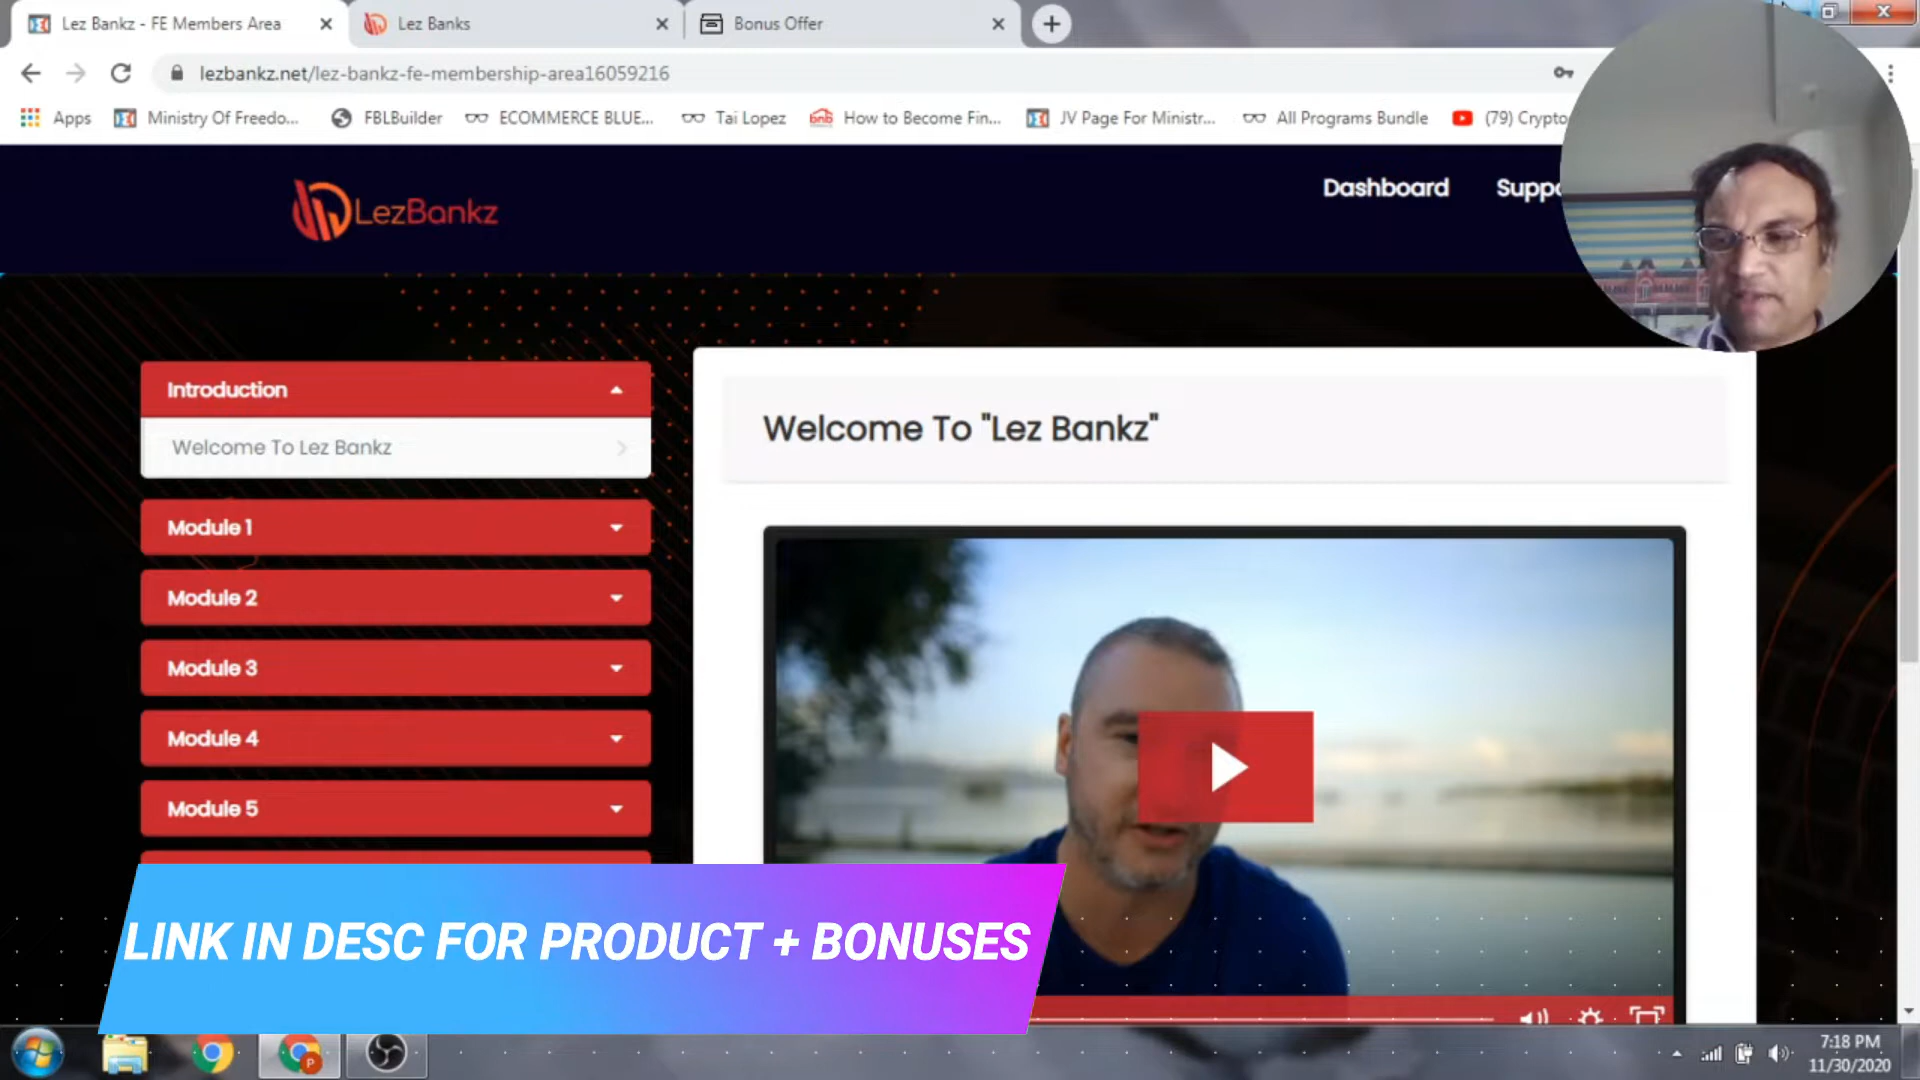 Lez Bankz - FE Members Area
Lez Banks
Bonus Offer
lezbankz.net/lez-bankz-fe-membership-area16059216
Apps
Ministry Of Freedo...
FBLBuilder
ECOMMERCE BLUE...
Tai Lopez
bnb
How to Become Fin...
JV Page For Ministr...
All Programs Bundle
(79) Crypto
LezBankz
Dashboard
Suppo
Introduction
Welcome To Lez Bankz
Module 1
Module 2
Module 3
Module 4
Module 5
Welcome To "Lez Bankz"
LINK IN DESC FOR PRODUCT + BONUSES
P
7:18 PM
11/30/2020